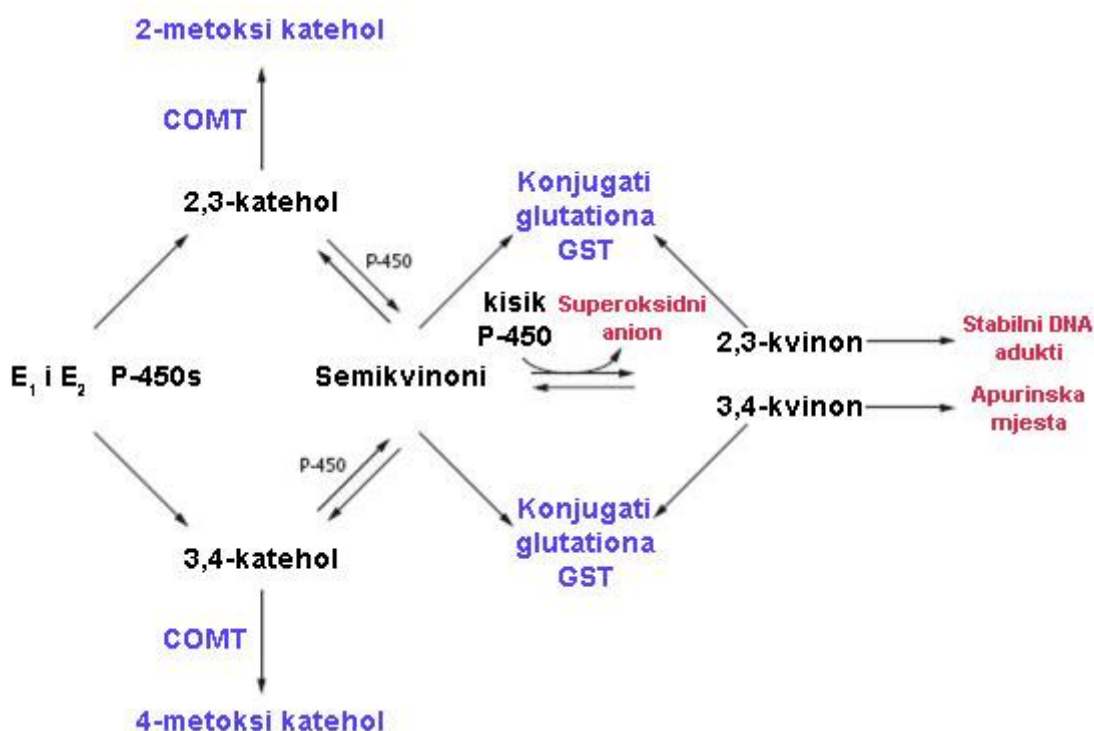 2-metoksi katehol
COMT
2,3-katehol
Konjugati
glutationa
GST
P-450
kisik
P-450
Superoksidni
anion
2,3-kvinon
Stabilni DNA
adukti
E₁ i E₂ P-450s
Semikvinoni
3,4-kvinon
Apurinska
mjesta
P-450
Konjugati
glutationa
GST
3,4-katehol
COMT
4-metoksi katehol